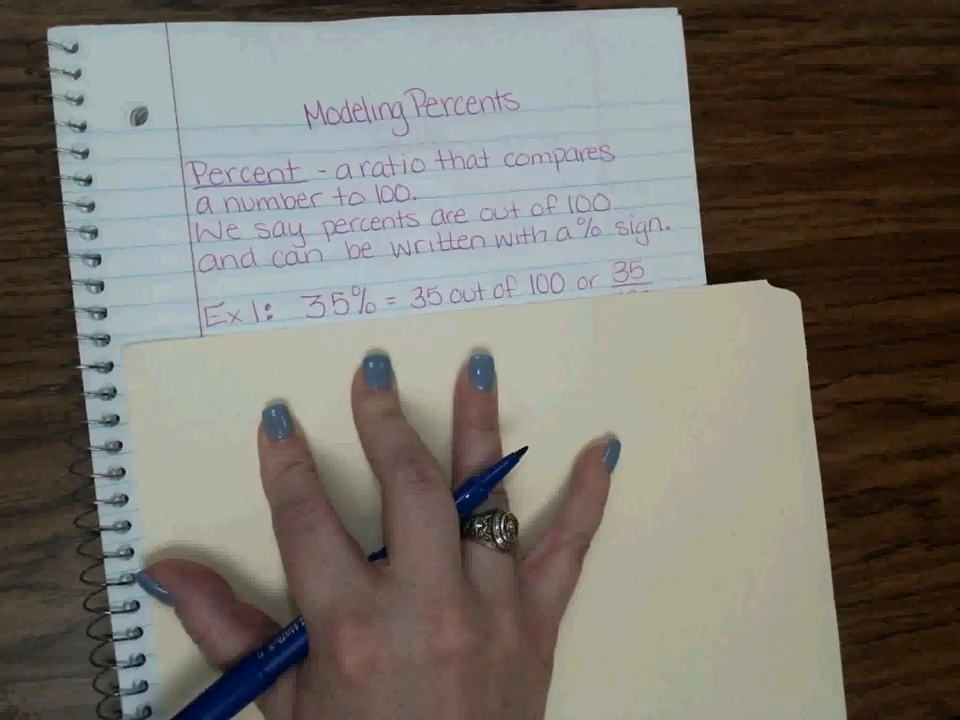 Modeling Percents
Percent - a ratio that compares
a number to 100.
We say percents are out of 100
and can be written with a % sign.
Ex 1: 35% = 35 out of 100 or 35